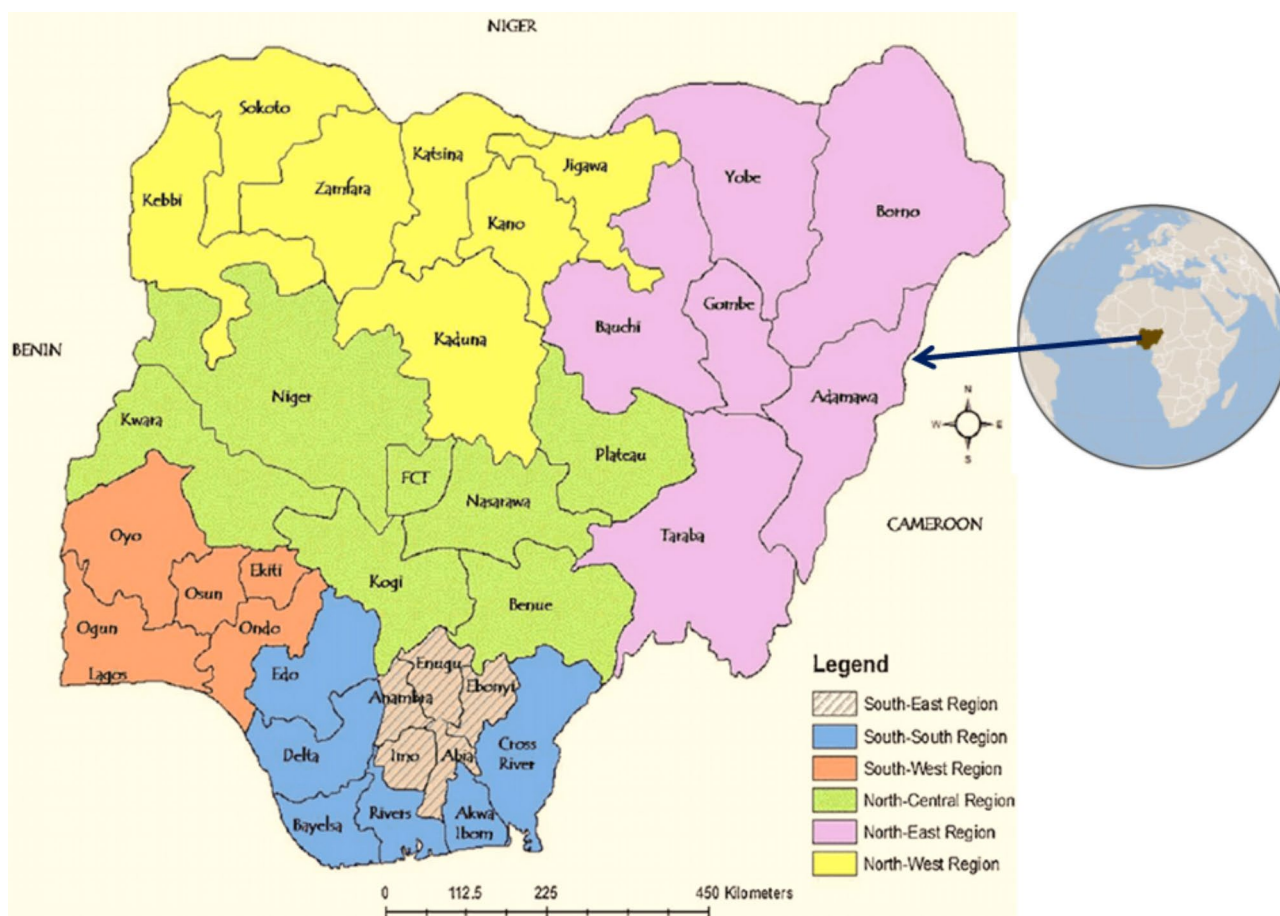 NIGER
Sokoto
Katsina
Jigawa
Yobe
Kebbi
Zamfara
Kano
Borno
Gombe
Bauchi
Kaduna
BENIN
Niger
Adamawa
Kwara
N
W
E
S
Plateau
FCT
Nasarawa
CAMEROON
Oyo
Taraba
Ekiti
Osun
Kogi
Benue
Ogun
Ondo
Lagos
Edo
Enugu
Anambra
Ebonyi
Delta
Imo
Abia
Cross
River
Bayelsa
Rivers
Akwa
Ibom
Legend
South-East Region
South-South Region
South-West Region
North-Central Region
North-East Region
North-West Region
0 112.5 225 450 Kilometers